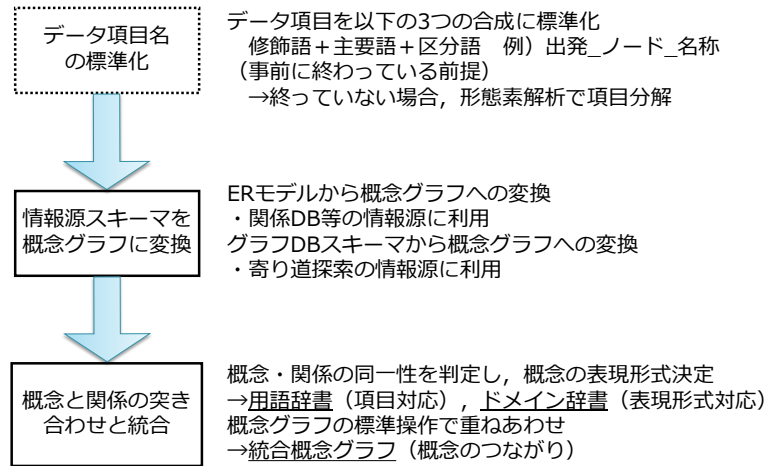 データ項目名
の標準化
データ項目を以下の3つの合成に標準化
修飾語＋主要語＋区分語　例）出発_ノード_名称
（事前に終わっている前提）
→終っていない場合，形態素解析で項目分解
情報源スキーマを
概念グラフに変換
ERモデルから概念グラフへの変換
・関係DB等の情報源に利用
グラフDBスキーマから概念グラフへの変換
・寄り道探索の情報源に利用
概念と関係の突き
合わせと統合
概念・関係の同一性を判定し，概念の表現形式決定
→用語辞書（項目対応），ドメイン辞書（表現形式対応）
概念グラフの標準操作で重ねあわせ
→統合概念グラフ（概念のつながり）